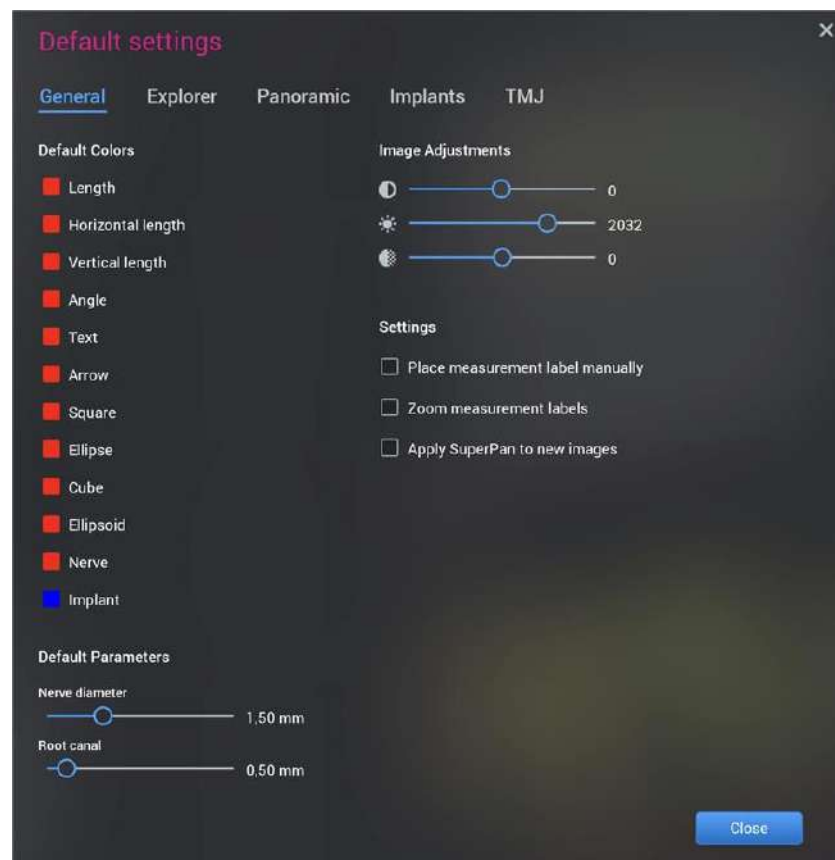 Default settings
General Explorer Panoramic Implants TMJ
Default Colors
Length
Horizontal length
Vertical length
Angle
Text
Arrow
Square
Ellipse
Cube
Ellipsoid
Nerve
Implant
Default Parameters
Nerve diameter
1,50 mm
Root canal
0,50 mm
Image Adjustments
0
2032
0
Settings
Place measurement label manually
Zoom measurement labels
Apply SuperPan to new images
Close